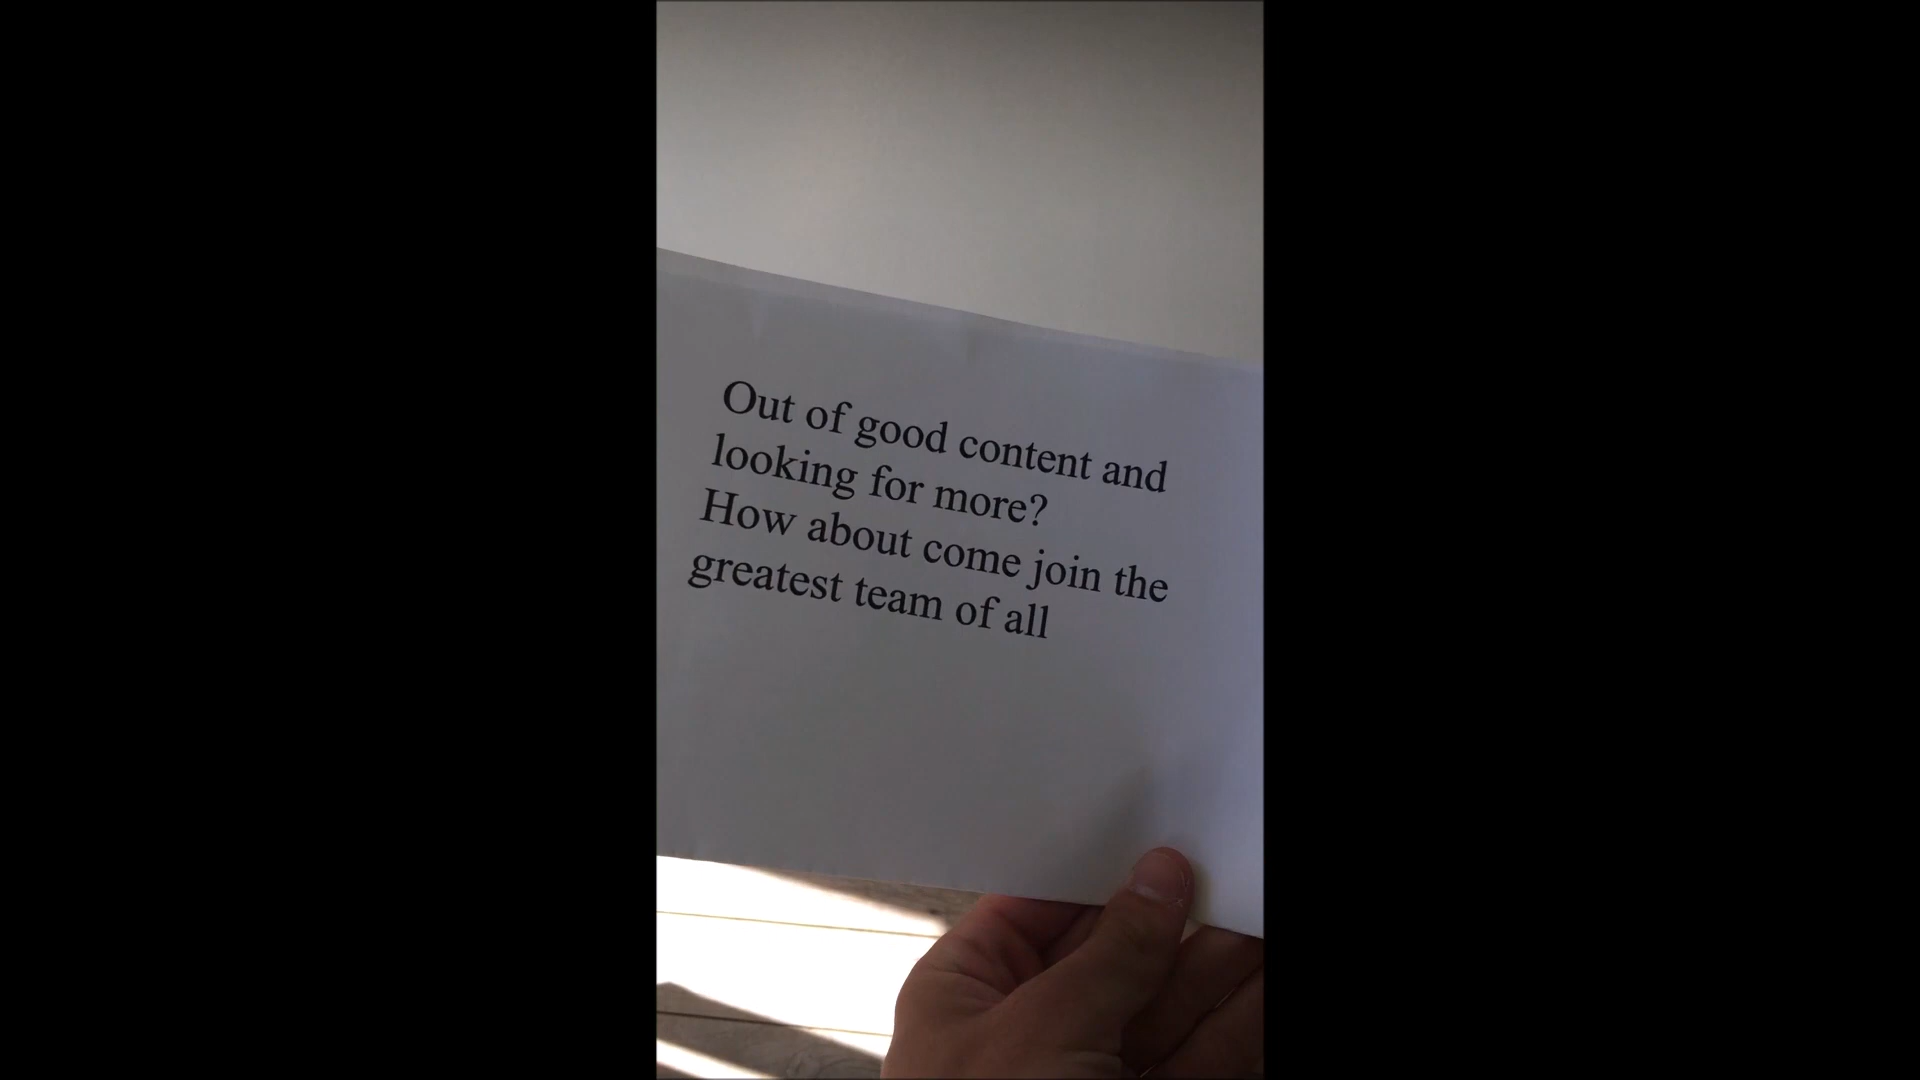 Out of good content and
looking for more?
How about come join the
greatest team of all